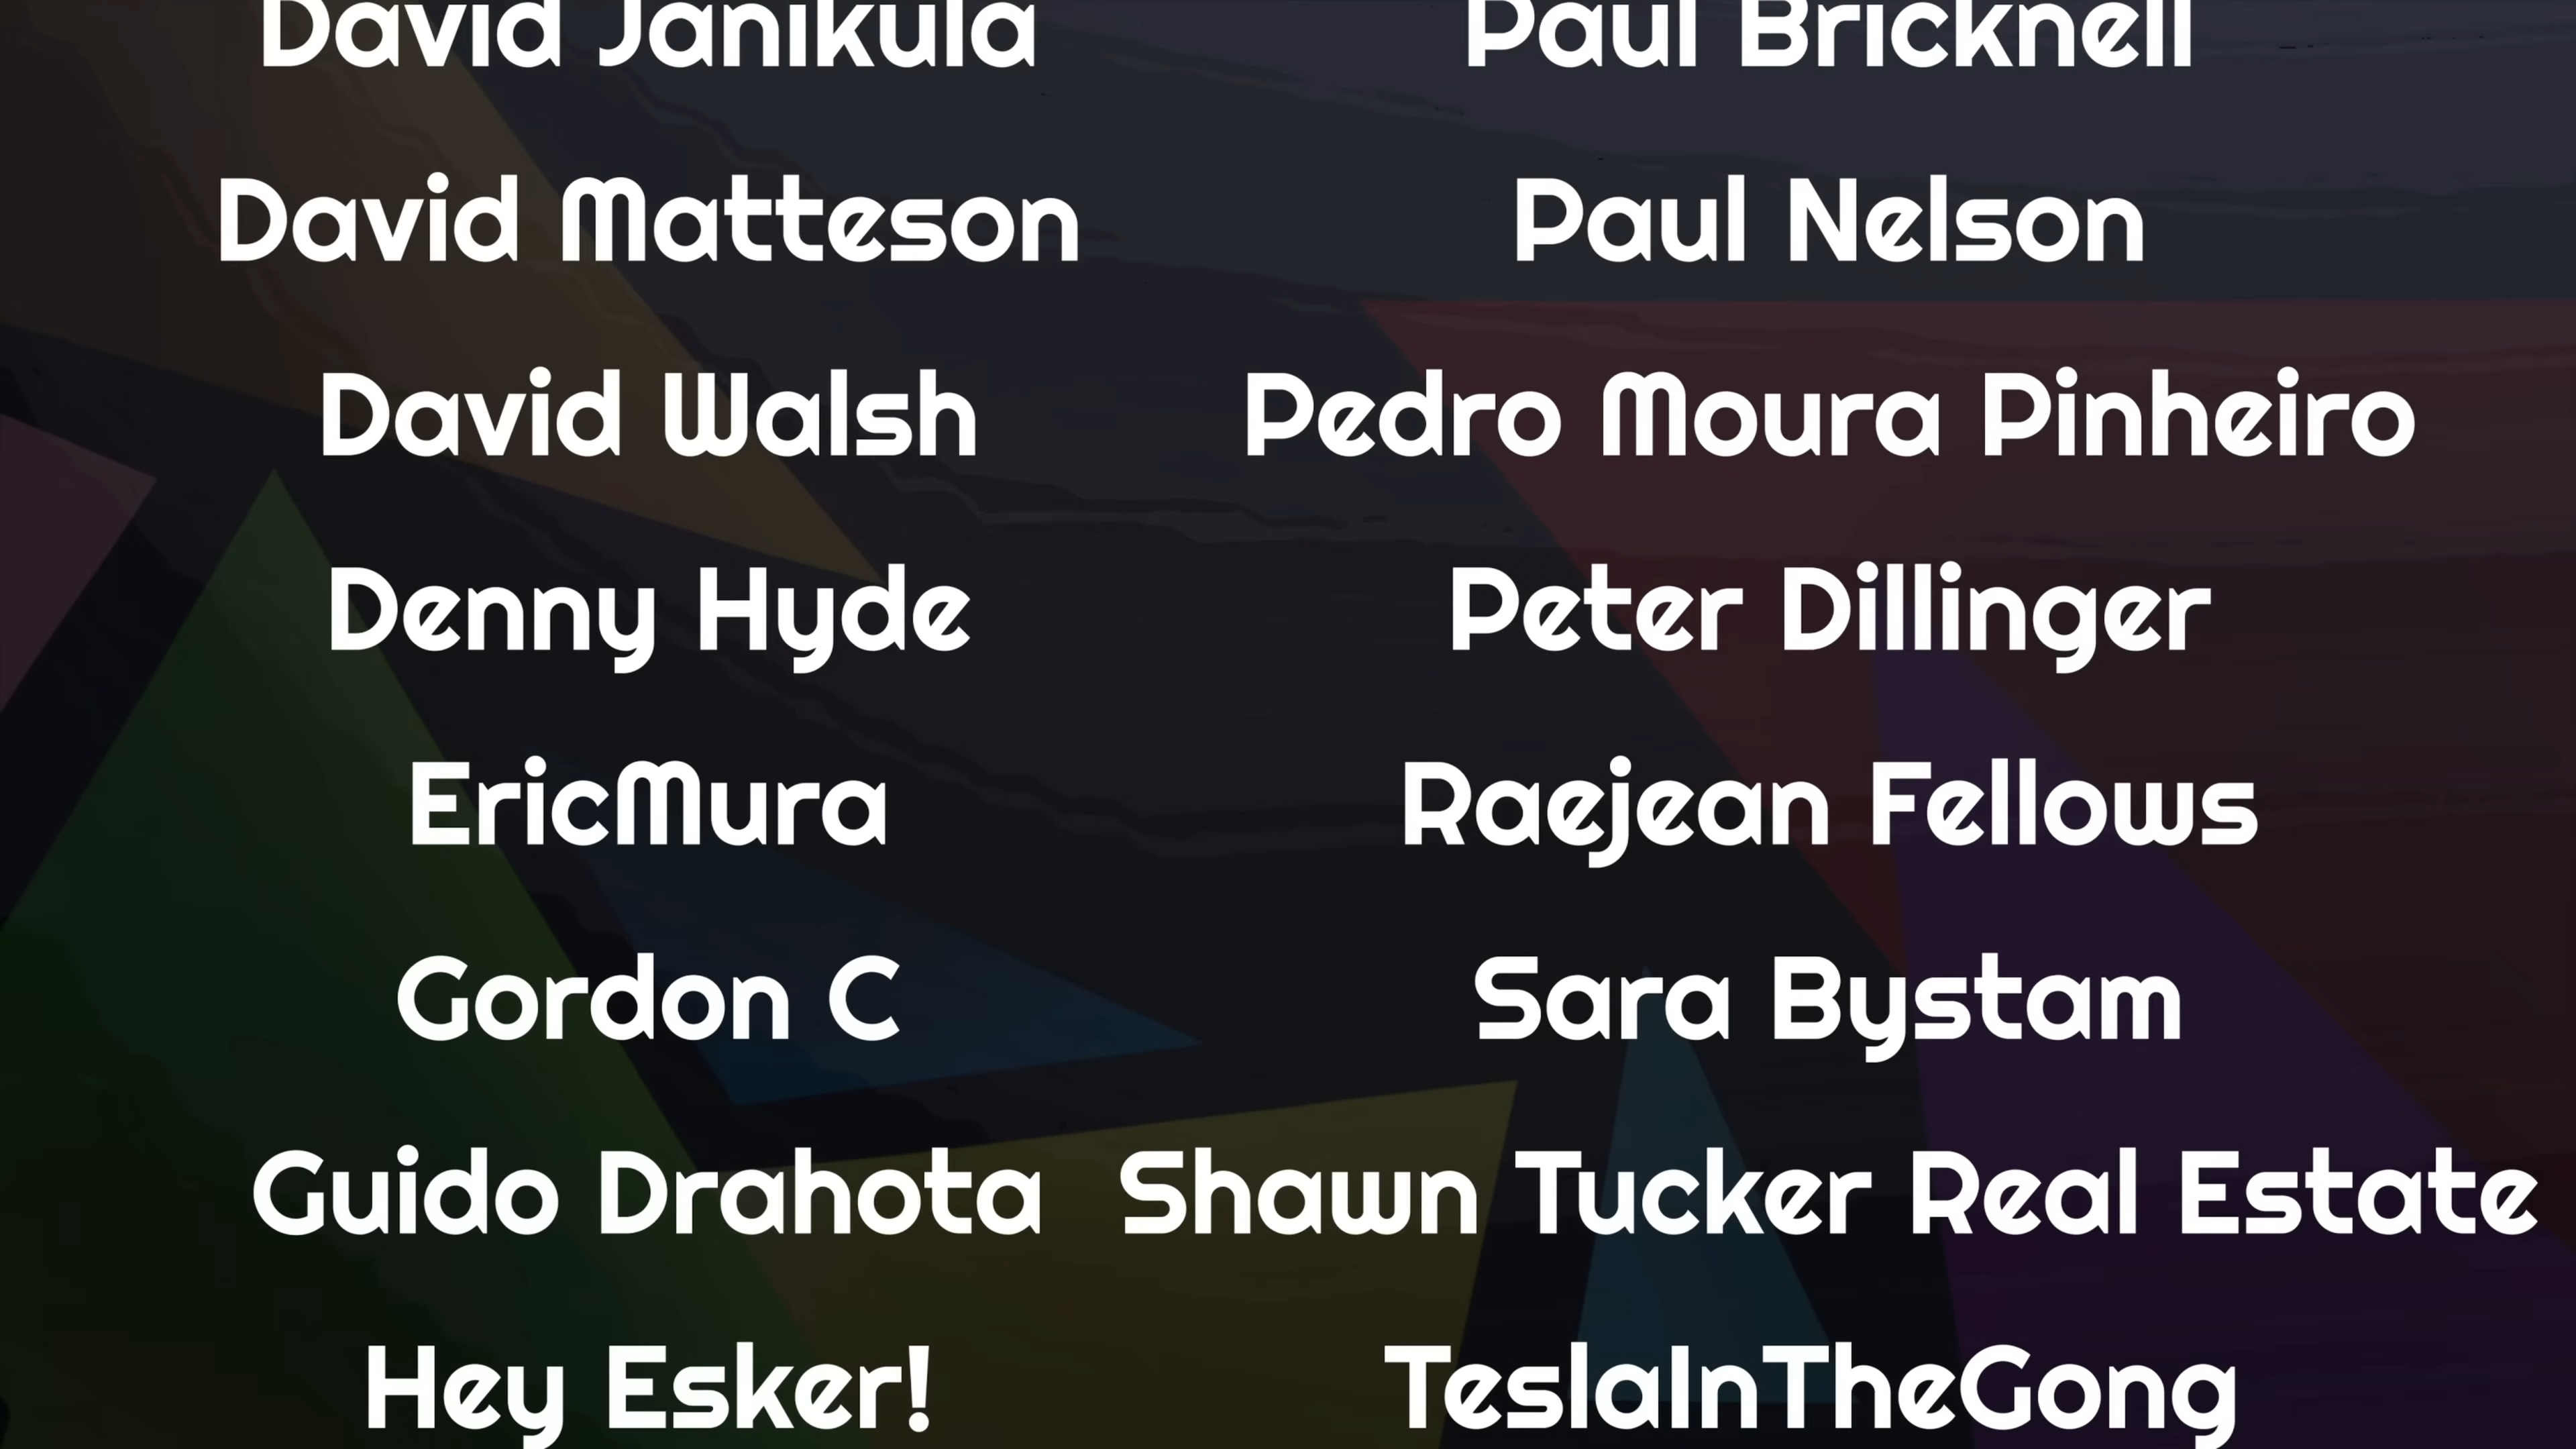 David Janikula
Paul Bricknell
David Matteson
Paul Nelson
David Walsh
Pedro Moura Pinheiro
Denny Hyde
Peter Dillinger
EricMura
Raejean Fellows
Gordon C
Sara Bystam
Guido Drahota
Shawn Tucker Real Estate
Hey Esker!
TeslaInTheGong